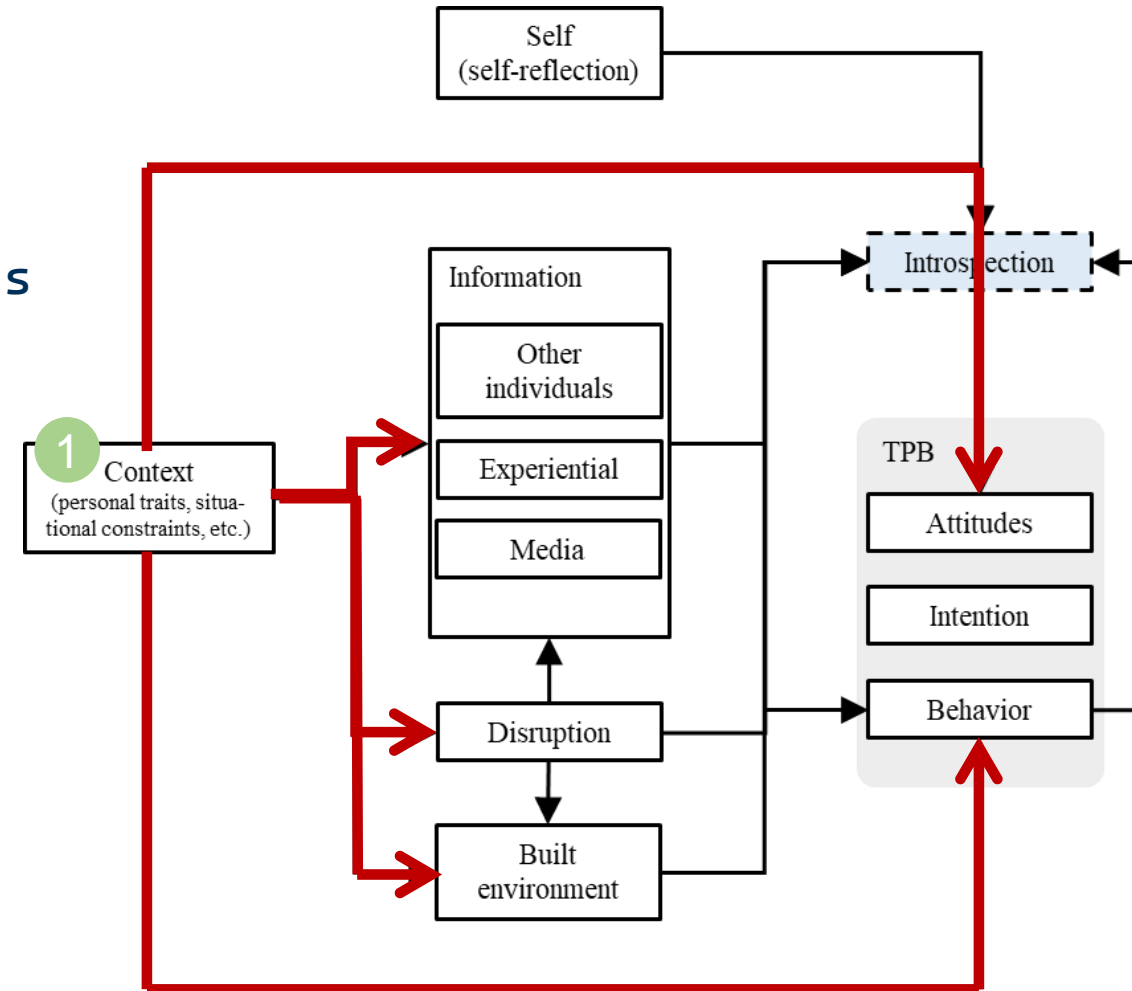 Self
(self-reflection)
s
Introspection
Information
Other
individuals
Experiential
Media
1
Context
(personal traits, situa-
tional constraints, etc.)
TPB
Attitudes
Intention
Behavior
Disruption
Built
environment